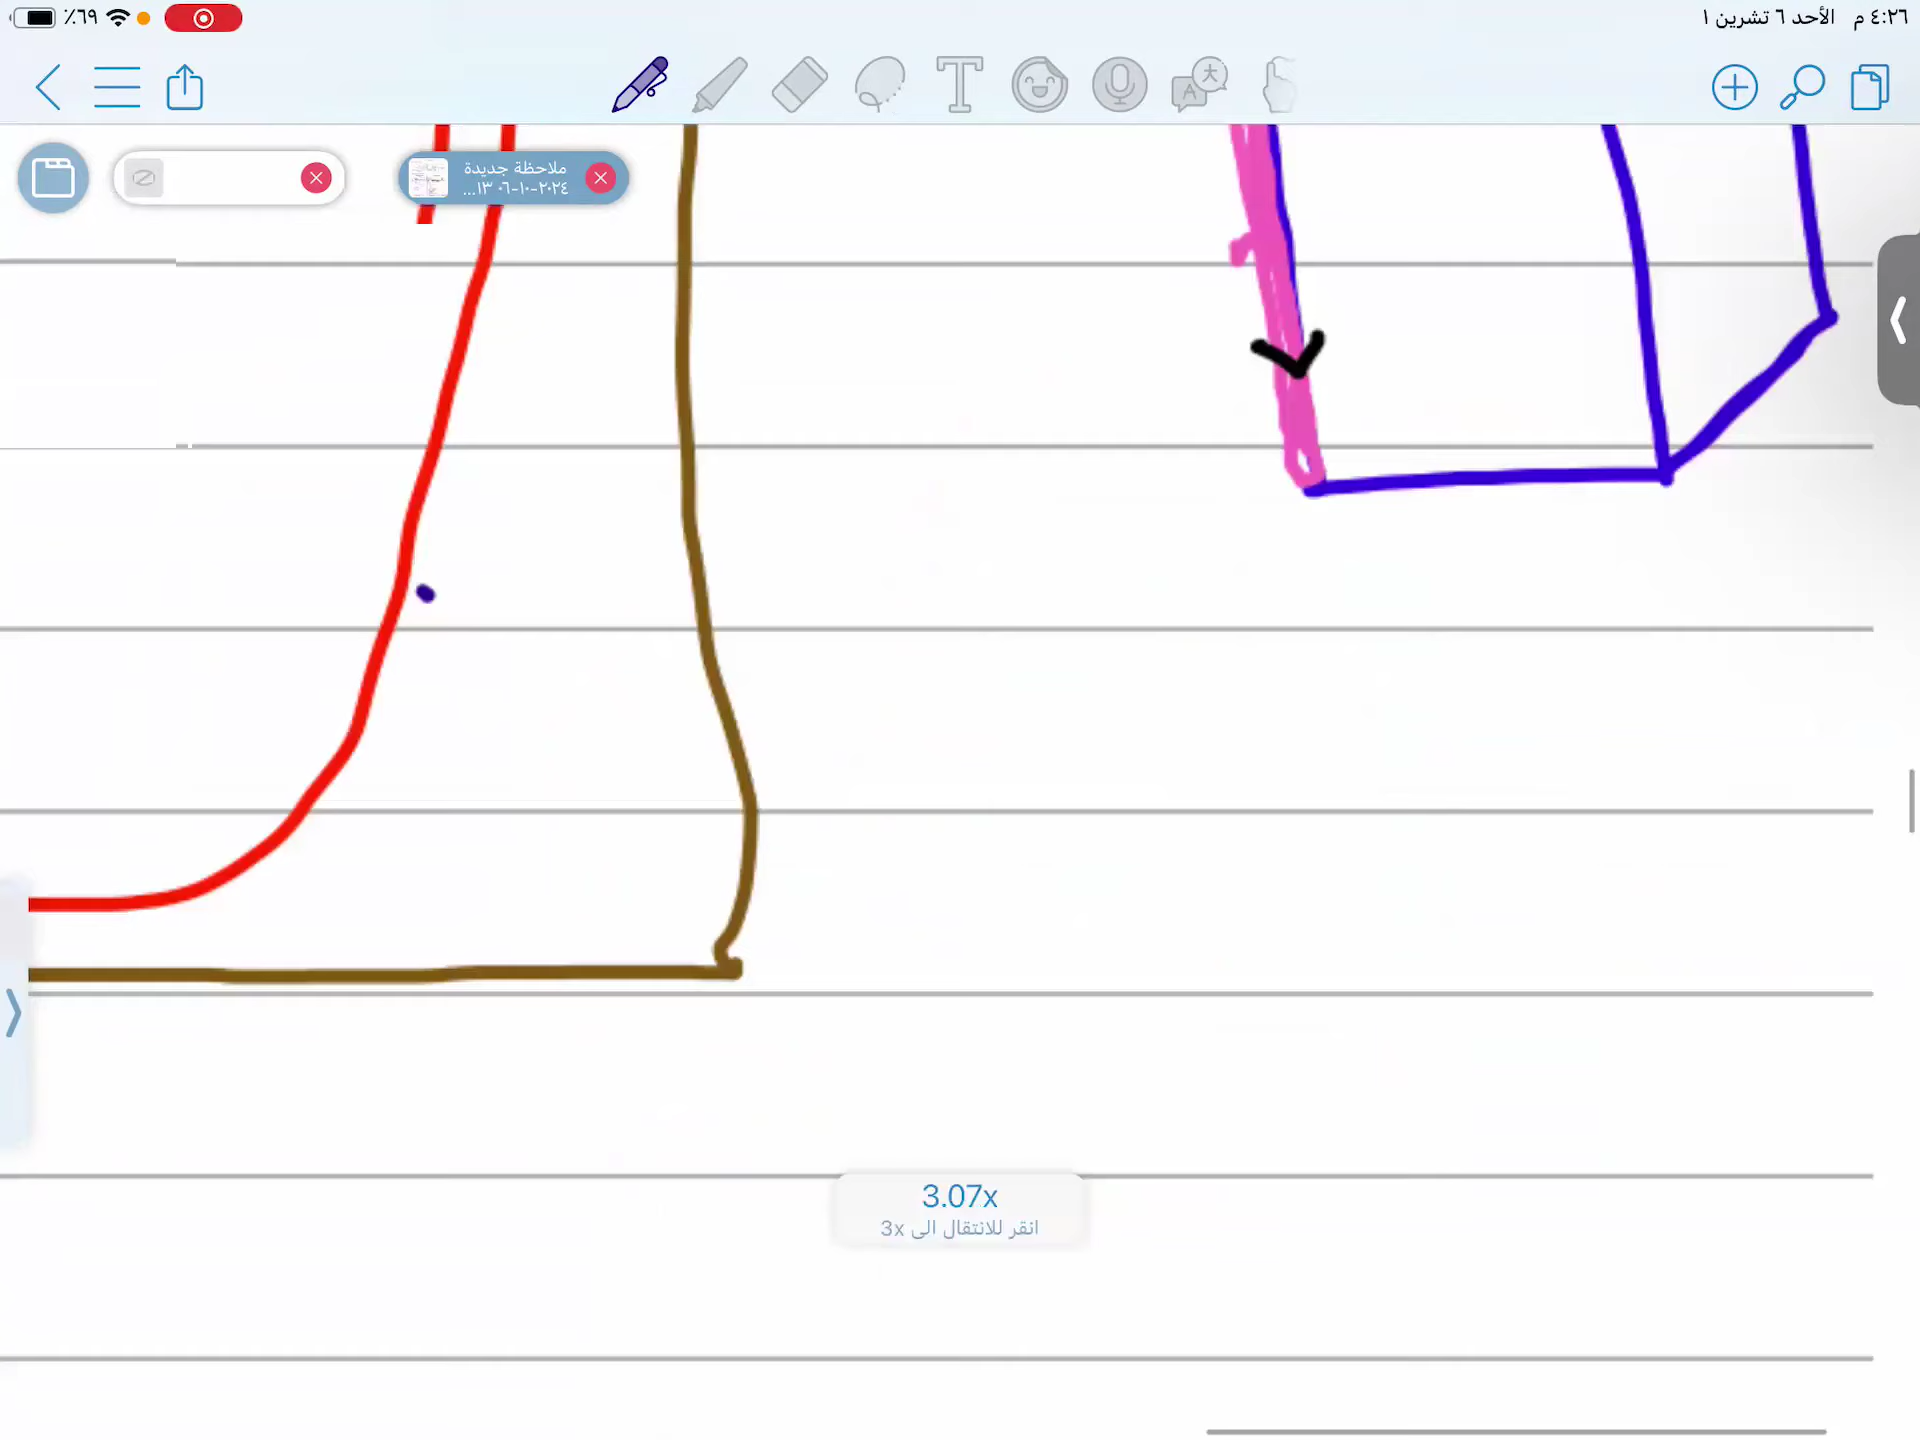 ٪٦٩
٤:٢٦ م الأحد ٦ تشرين ١
ملاحظة جديدة
٢٠٢٤-١٠-٠٦ ١٣...
3.07x
انقر للانتقال الى 3x